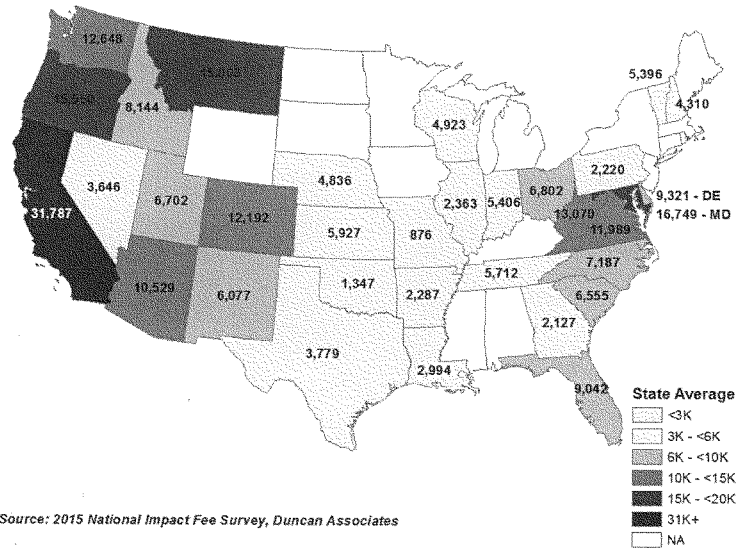 12,648
8,144
5,396
4,310
4,923
2,220
3,646
4,836
6,802
9,321 - DE
31,787
6,702
12,192
2,363
5,406
13,070
16,749 - MD
5,927
876
11,989
7,187
10,529
6,077
1,347
2,287
5,712
6,555
2,127
3,779
2,994
9,042
State Average
<3K
3K - <6K
6K - <10K
10K - <15K
15K - <20K
31K+
NA
Source: 2015 National Impact Fee Survey, Duncan Associates